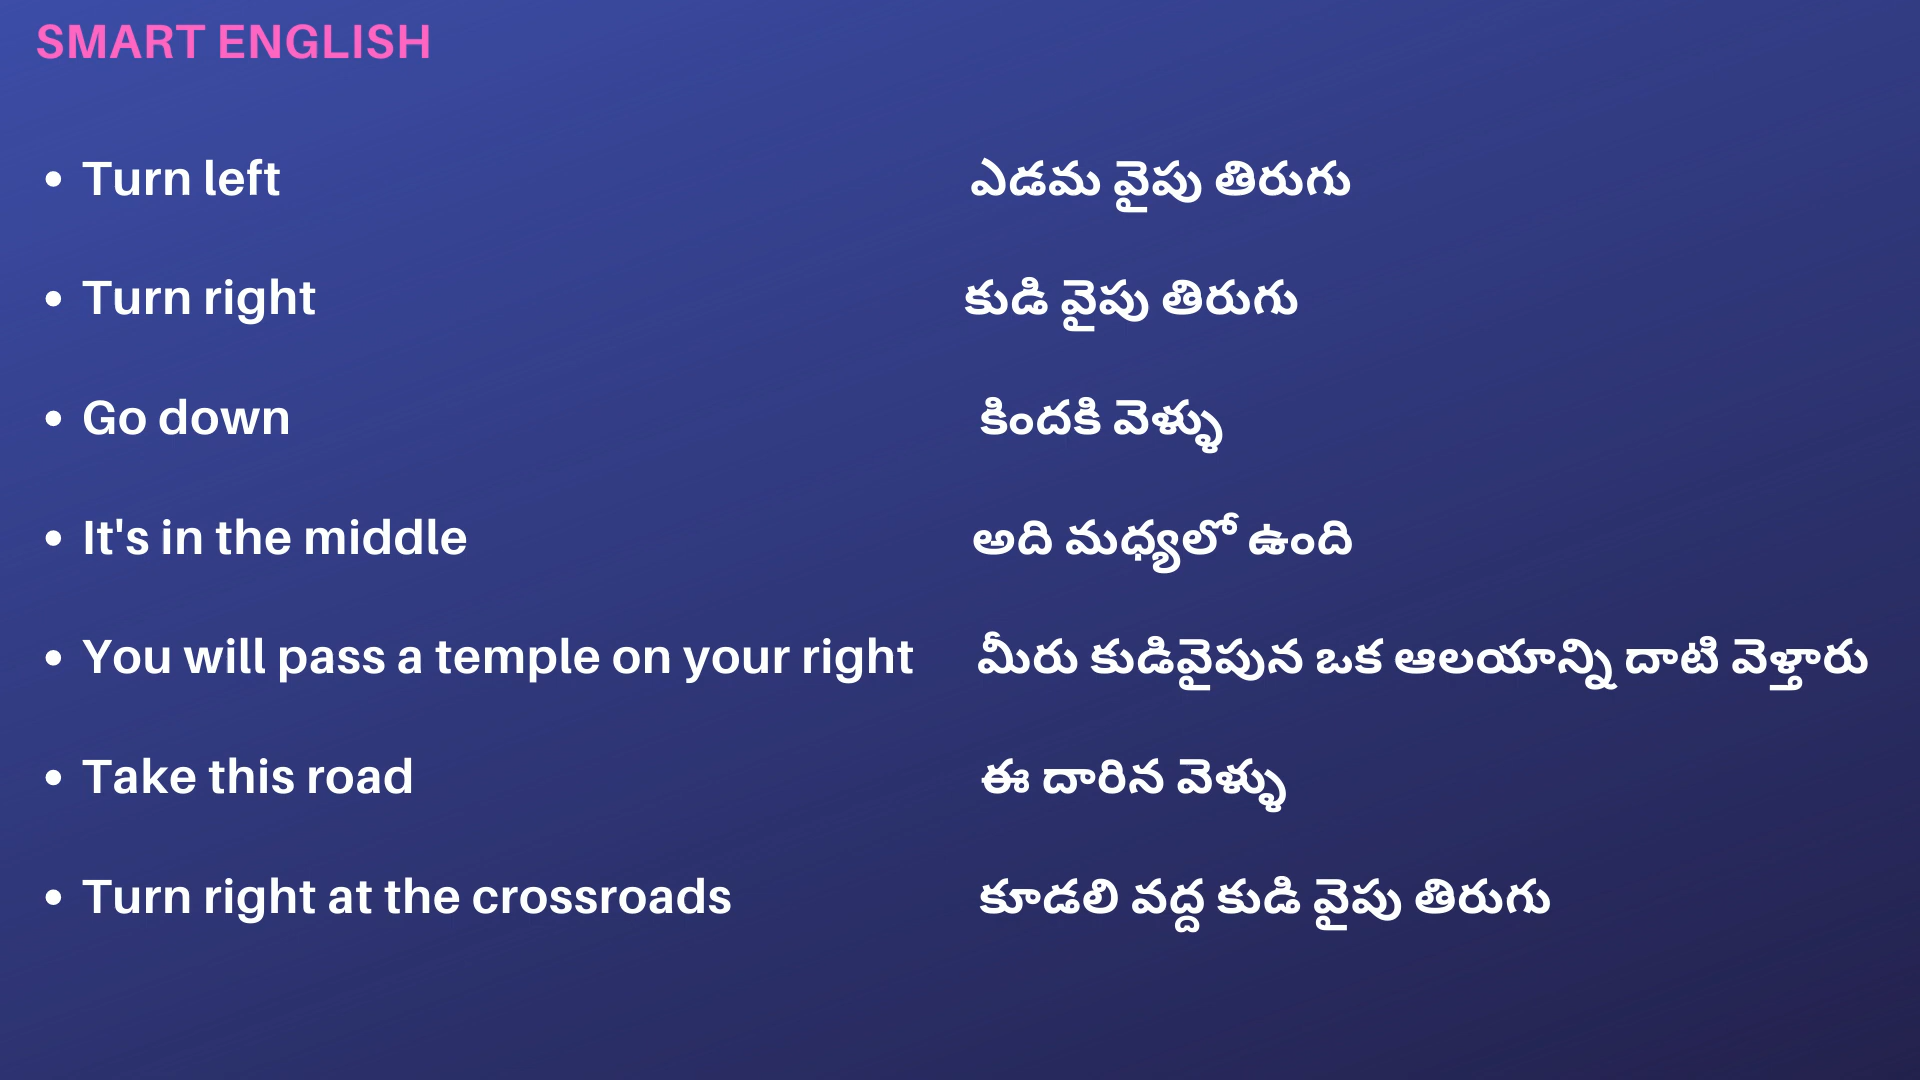 SMART ENGLISH
• Turn left ఎడమ వైపు తిరుగు
• Turn right కుడి వైపు తిరుగు
• Go down కిందకి వెళ్ళు
• It's in the middle అది మధ్యలో ఉంది
• You will pass a temple on your right మీరు కుడివైపున ఒక ఆలయాన్ని దాటి వెళ్తారు
• Take this road ఈ దారిన వెళ్ళు
• Turn right at the crossroads కూడలి వద్ద కుడి వైపు తిరుగు